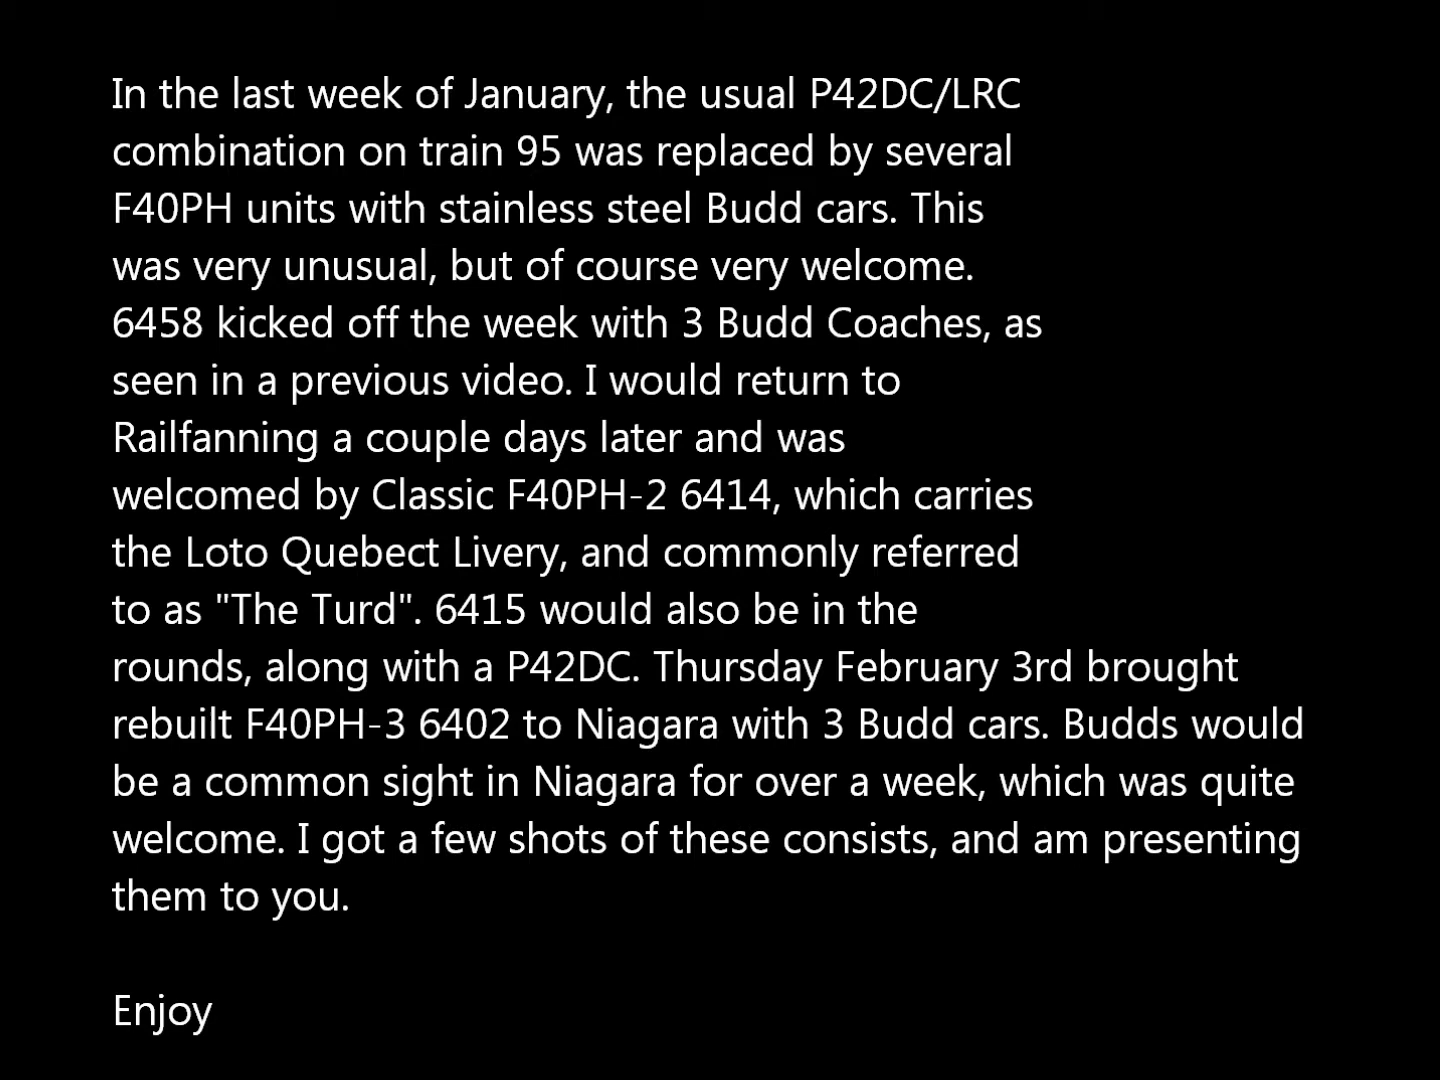 In the last week of January, the usual P42DC/LRC
combination on train 95 was replaced by several
F40PH units with stainless steel Budd cars. This
was very unusual, but of course very welcome.
6458 kicked off the week with 3 Budd Coaches, as
seen in a previous video. I would return to
Railfanning a couple days later and was
welcomed by Classic F40PH-2 6414, which carries
the Loto Quebect Livery, and commonly referred
to as "The Turd". 6415 would also be in the
rounds, along with a P42DC. Thursday February 3rd brought
rebuilt F40PH-3 6402 to Niagara with 3 Budd cars. Budds would
be a common sight in Niagara for over a week, which was quite
welcome. I got a few shots of these consists, and am presenting
them to you.
Enjoy